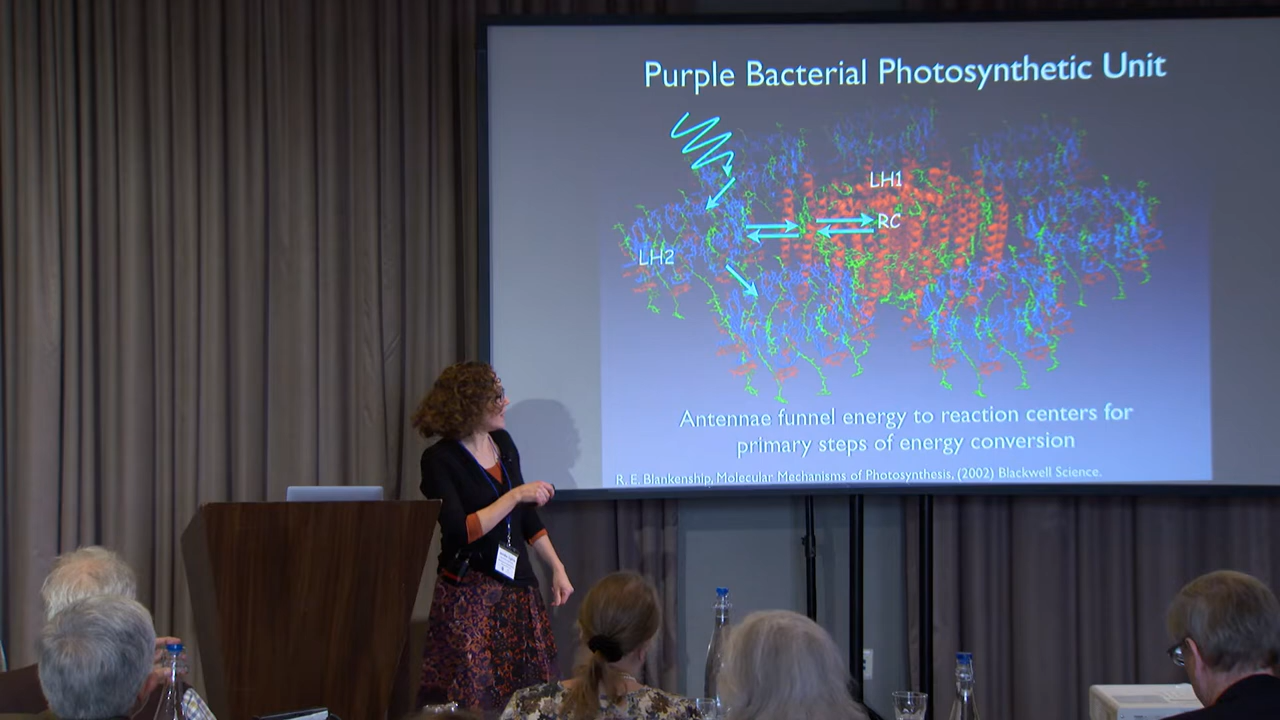 Purple Bacterial Photosynthetic Unit
LH1
RC
LH2
Antennae funnel energy to reaction centers for
primary steps of energy conversion
R. E. Blankenship, Molecular Mechanisms of Photosynthesis, (2002) Blackwell Science.